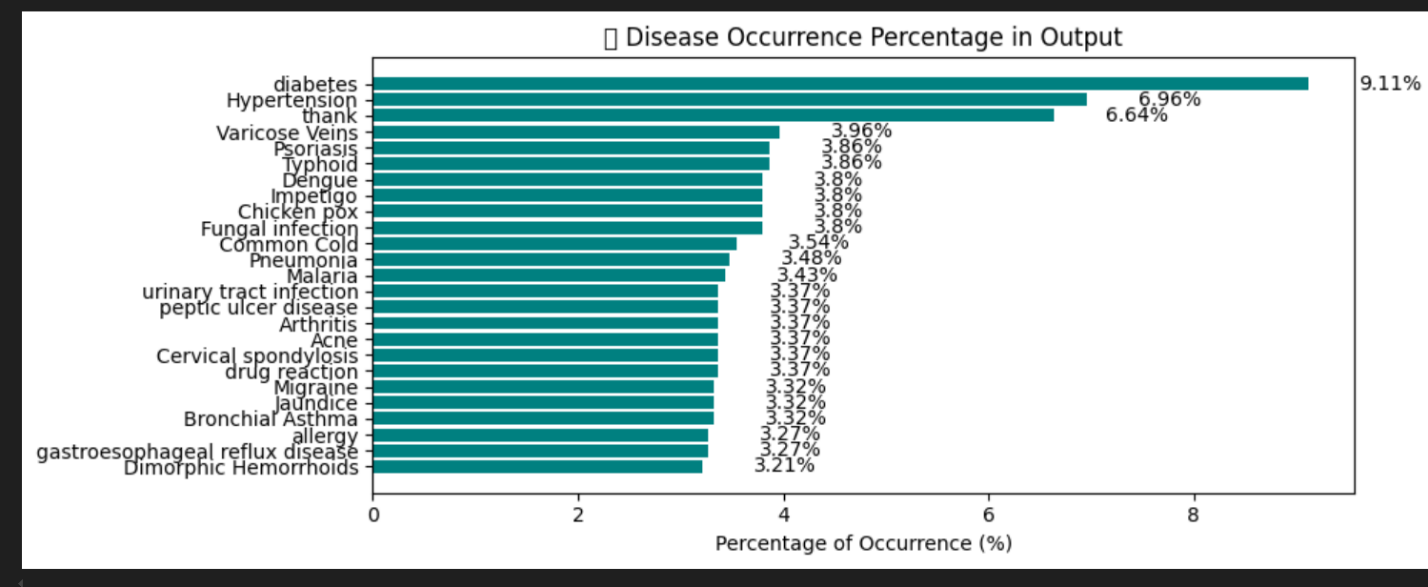 Disease Occurrence Percentage in Output
diabetes 9.11%
Hypertension 6.96%
thank 6.64%
Varicose Veins 3.96%
Psoriasis 3.86%
Typhoid 3.86%
Dengue 3.8%
Impetigo 3.8%
Chicken pox 3.8%
Fungal infection 3.8%
Common Cold 3.54%
Pneumonia 3.48%
Malaria 3.43%
urinary tract infection 3.37%
peptic ulcer disease 3.37%
Arthritis 3.37%
Acne 3.37%
Cervical spondylosis 3.37%
drug reaction 3.37%
Migraine 3.32%
Jaundice 3.32%
Bronchial Asthma 3.32%
allergy 3.27%
gastroesophageal reflux disease 3.27%
Dimorphic Hemorrhoids 3.21%
0 2 4 6 8
Percentage of Occurrence (%)